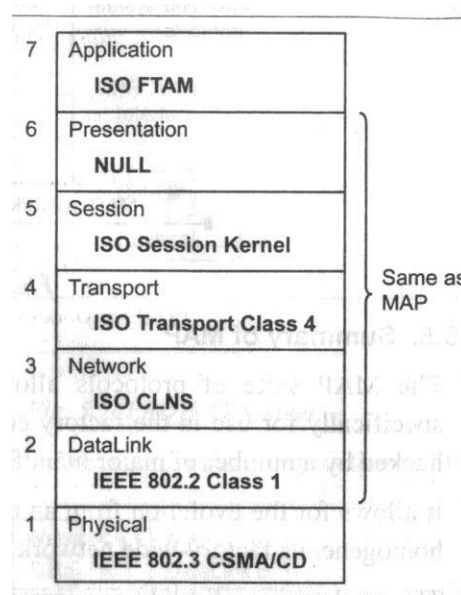 7 Application
ISO FTAM
6 Presentation
NULL
5 Session
ISO Session Kernel
4 Transport
ISO Transport Class 4
Same as
MAP
3 Network
ISO CLNS
2 DataLink
IEEE 802.2 Class 1
1 Physical
IEEE 802.3 CSMA/CD